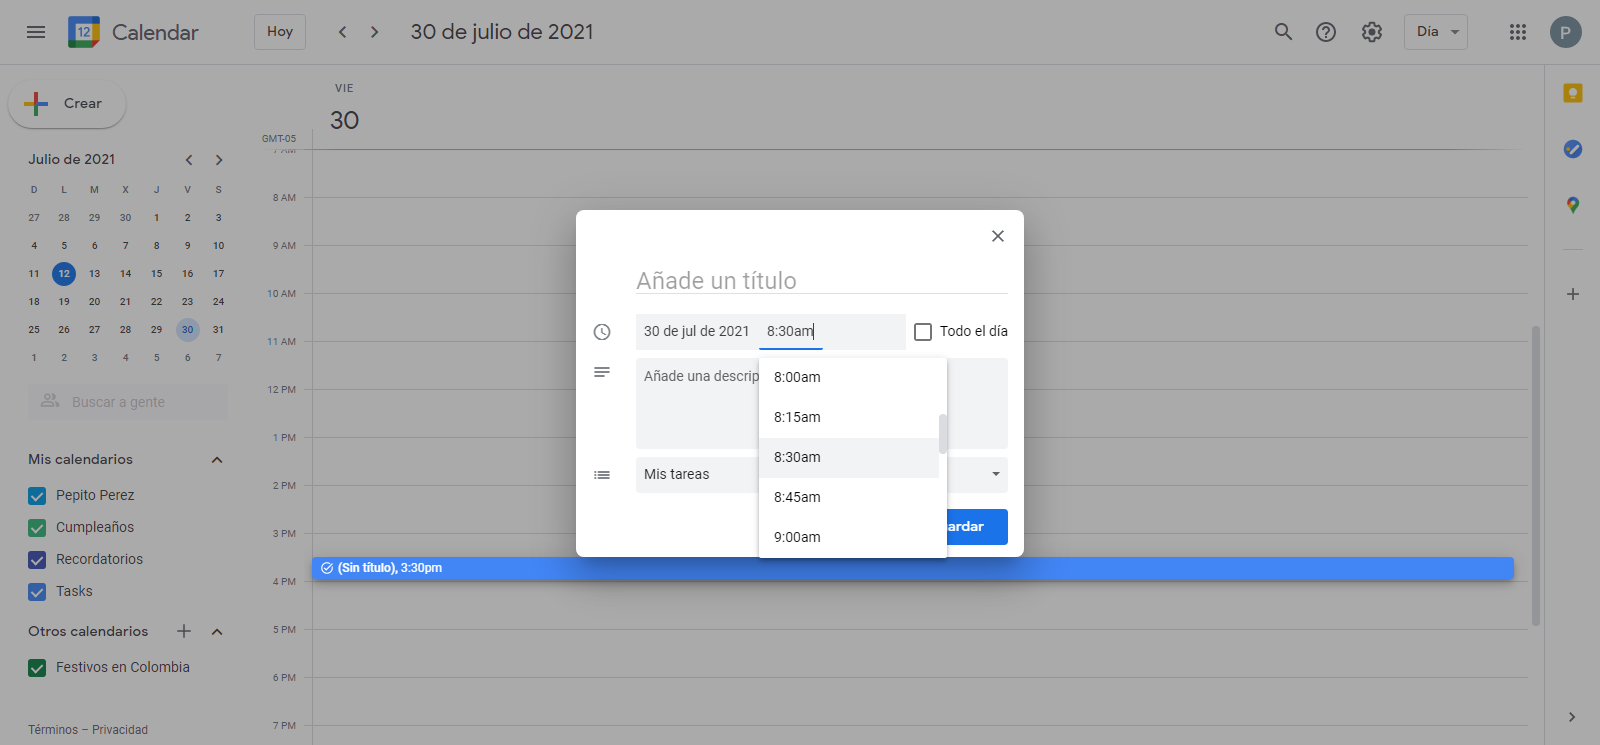 12 Calendar Hoy 30 de julio de 2021 Día P
Crear
VIE
30
GMT-05
Julio de 2021
D L M X J V S
27 28 29 30 1 2 3
4 5 6 7 8 9 10
11 12 13 14 15 16 17
18 19 20 21 22 23 24
25 26 27 28 29 30 31
1 2 3 4 5 6 7
Buscar a gente
Mis calendarios
Pepito Perez
Cumpleaños
Recordatorios
Tasks
Otros calendarios
Festivos en Colombia
Términos – Privacidad
7 AM
8 AM
9 AM
10 AM
11 AM
12 PM
1 PM
2 PM
3 PM
4 PM
5 PM
6 PM
7 PM
Añade un título
30 de jul de 2021 8:30am Todo el día
Añade una descrip
8:00am
8:15am
8:30am
8:45am
9:00am
Mis tareas
ardar
(Sin título), 3:30pm